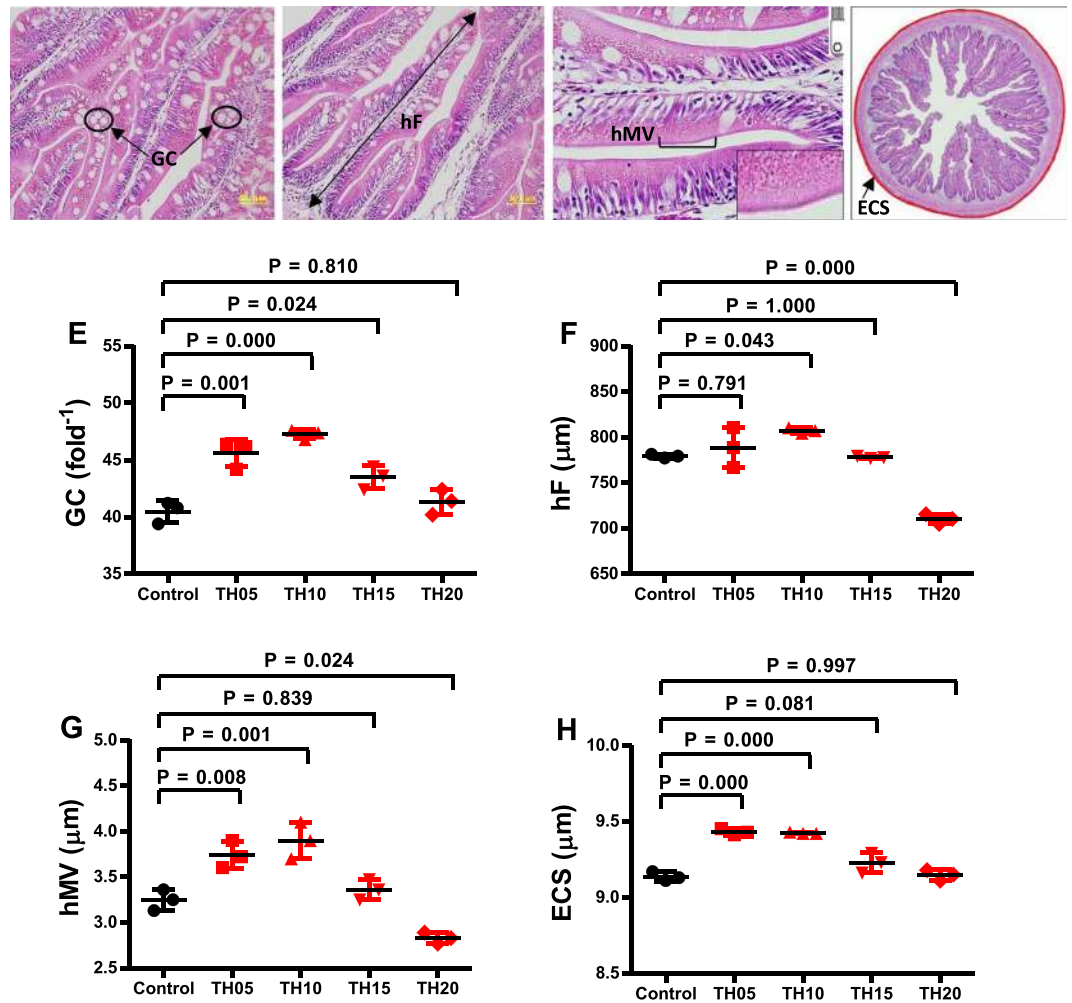 GC
hF
hMV
ECS
E
P = 0.810
P = 0.024
P = 0.000
P = 0.001
GC (fold⁻¹)
55
50
45
40
35
Control TH05 TH10 TH15 TH20
F
P = 0.000
P = 1.000
P = 0.043
P = 0.791
hF (μm)
900
850
800
750
700
650
Control TH05 TH10 TH15 TH20
G
P = 0.024
P = 0.839
P = 0.001
P = 0.008
hMV (μm)
5.0
4.5
4.0
3.5
3.0
2.5
Control TH05 TH10 TH15 TH20
H
P = 0.997
P = 0.081
P = 0.000
P = 0.000
ECS (μm)
10.0
9.5
9.0
8.5
Control TH05 TH10 TH15 TH20